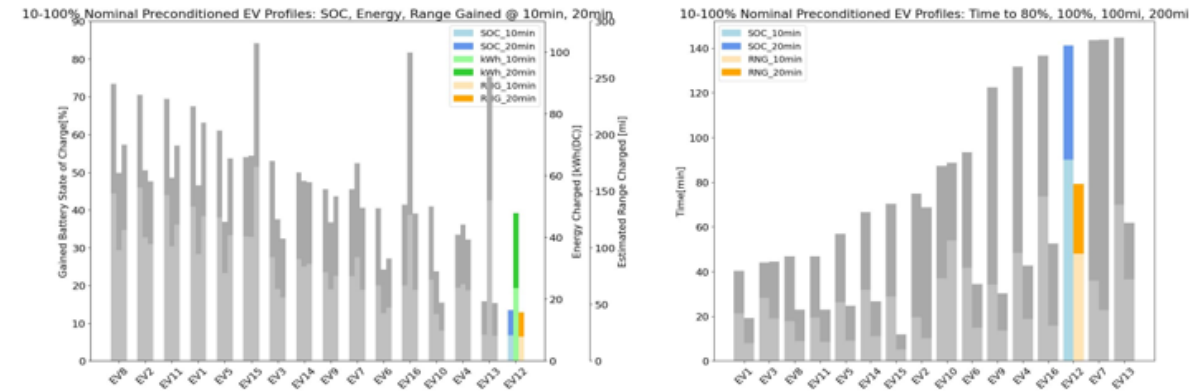 10-100% Nominal Preconditioned EV Profiles: SOC, Energy, Range Gained @ 10min, 20min
Gained Battery State of Charge[%]
90
80
70
60
50
40
30
20
10
0
SOC_10min
SOC_20min
kWh_10min
kWh_20min
RNG_10min
RNG_20min
100
80
60
40
20
0
Energy Charged [kWh(DC)]
300
250
200
150
100
50
0
Estimated Range Charged [mi]
EV8 EV2 EV11 EV1 EV5 EV15 EV3 EV14 EV9 EV7 EV6 EV16 EV10 EV4 EV13 EV12
10-100% Nominal Preconditioned EV Profiles: Time to 80%, 100%, 100mi, 200mi
Time[min]
140
120
100
80
60
40
20
0
SOC_10min
SOC_20min
RNG_10min
RNG_20min
EV1 EV3 EV8 EV11 EV5 EV14 EV15 EV2 EV10 EV6 EV9 EV4 EV16 EV12 EV7 EV13